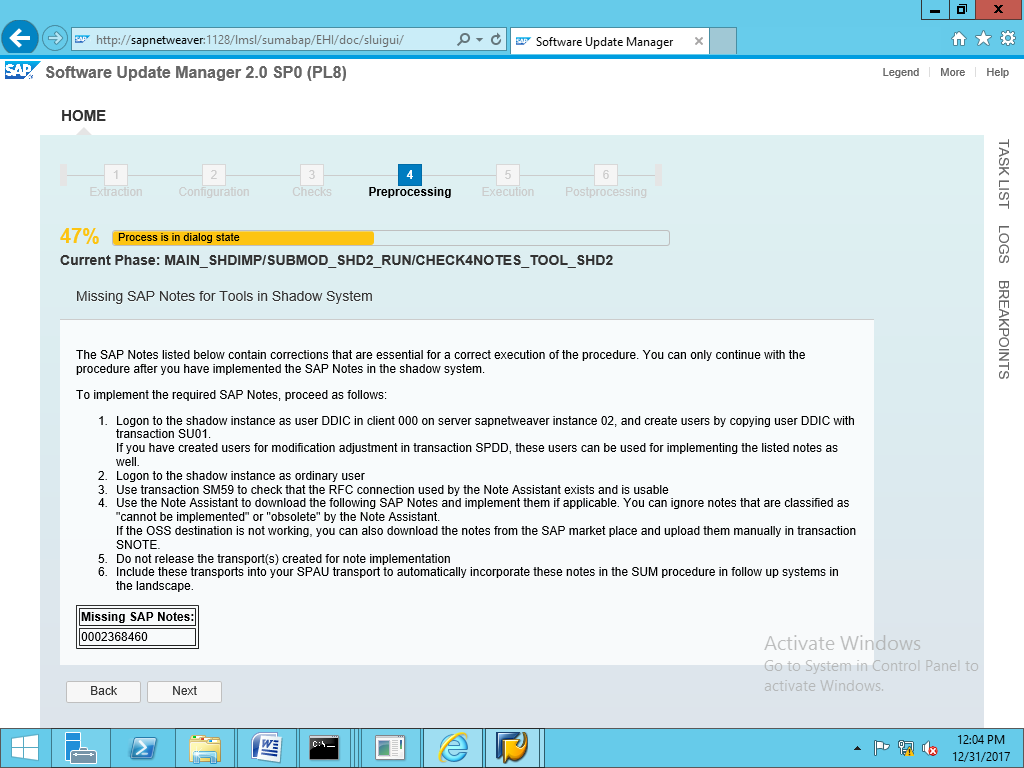 http://sapnetweaver:1128/lmsl/sumabap/EHI/doc/sluigui/
Software Update Manager
SAP Software Update Manager 2.0 SP0 (PL8)
Legend More Help
HOME
1 2 3 4 5 6
Extraction Configuration Checks Preprocessing Execution Postprocessing
47% Process is in dialog state
Current Phase: MAIN_SHDIMP/SUBMOD_SHD2_RUN/CHECK4NOTES_TOOL_SHD2
Missing SAP Notes for Tools in Shadow System
The SAP Notes listed below contain corrections that are essential for a correct execution of the procedure. You can only continue with the
procedure after you have implemented the SAP Notes in the shadow system.
To implement the required SAP Notes, proceed as follows:
1. Logon to the shadow instance as user DDIC in client 000 on server sapnetweaver instance 02, and create users by copying user DDIC with
transaction SU01.
If you have created users for modification adjustment in transaction SPDD, these users can be used for implementing the listed notes as
well.
2. Logon to the shadow instance as ordinary user
3. Use transaction SM59 to check that the RFC connection used by the Note Assistant exists and is usable
4. Use the Note Assistant to download the following SAP Notes and implement them if applicable. You can ignore notes that are classified as
"cannot be implemented" or "obsolete" by the Note Assistant.
If the OSS destination is not working, you can also download the notes from the SAP market place and upload them manually in transaction
SNOTE.
5. Do not release the transport(s) created for note implementation
6. Include these transports into your SPAU transport to automatically incorporate these notes in the SUM procedure in follow up systems in
the landscape.
Missing SAP Notes:
0002368460
Back Next
TASK LIST
LOGS
BREAKPOINTS
Activate Windows
Go to System in Control Panel to
activate Windows.
12:04 PM
12/31/2017